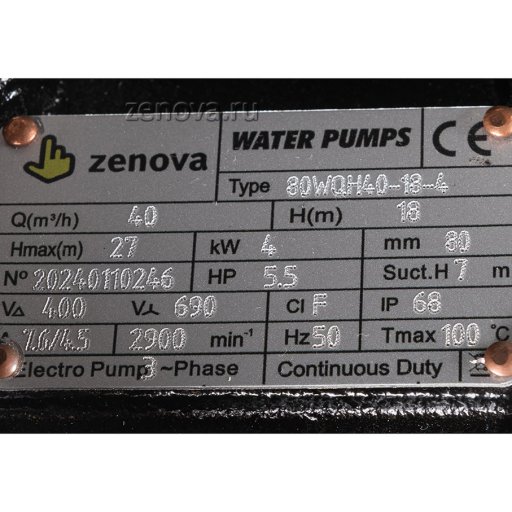 zenova.ru
zenova WATER PUMPS CE
Type 80WQH40-18-4
Q(m³/h) 40 H(m) 18
Hmax(m) 27 kW 4 mm 80
Nº 20240110246 HP 5.5 Suct.H 7 m
V△ 400 V⅄ 690 Cl F IP 68
A 7.6/4.5 2900 min⁻¹ Hz 50 Tmax 100 °C
Electro Pump 3 ~Phase Continuous Duty